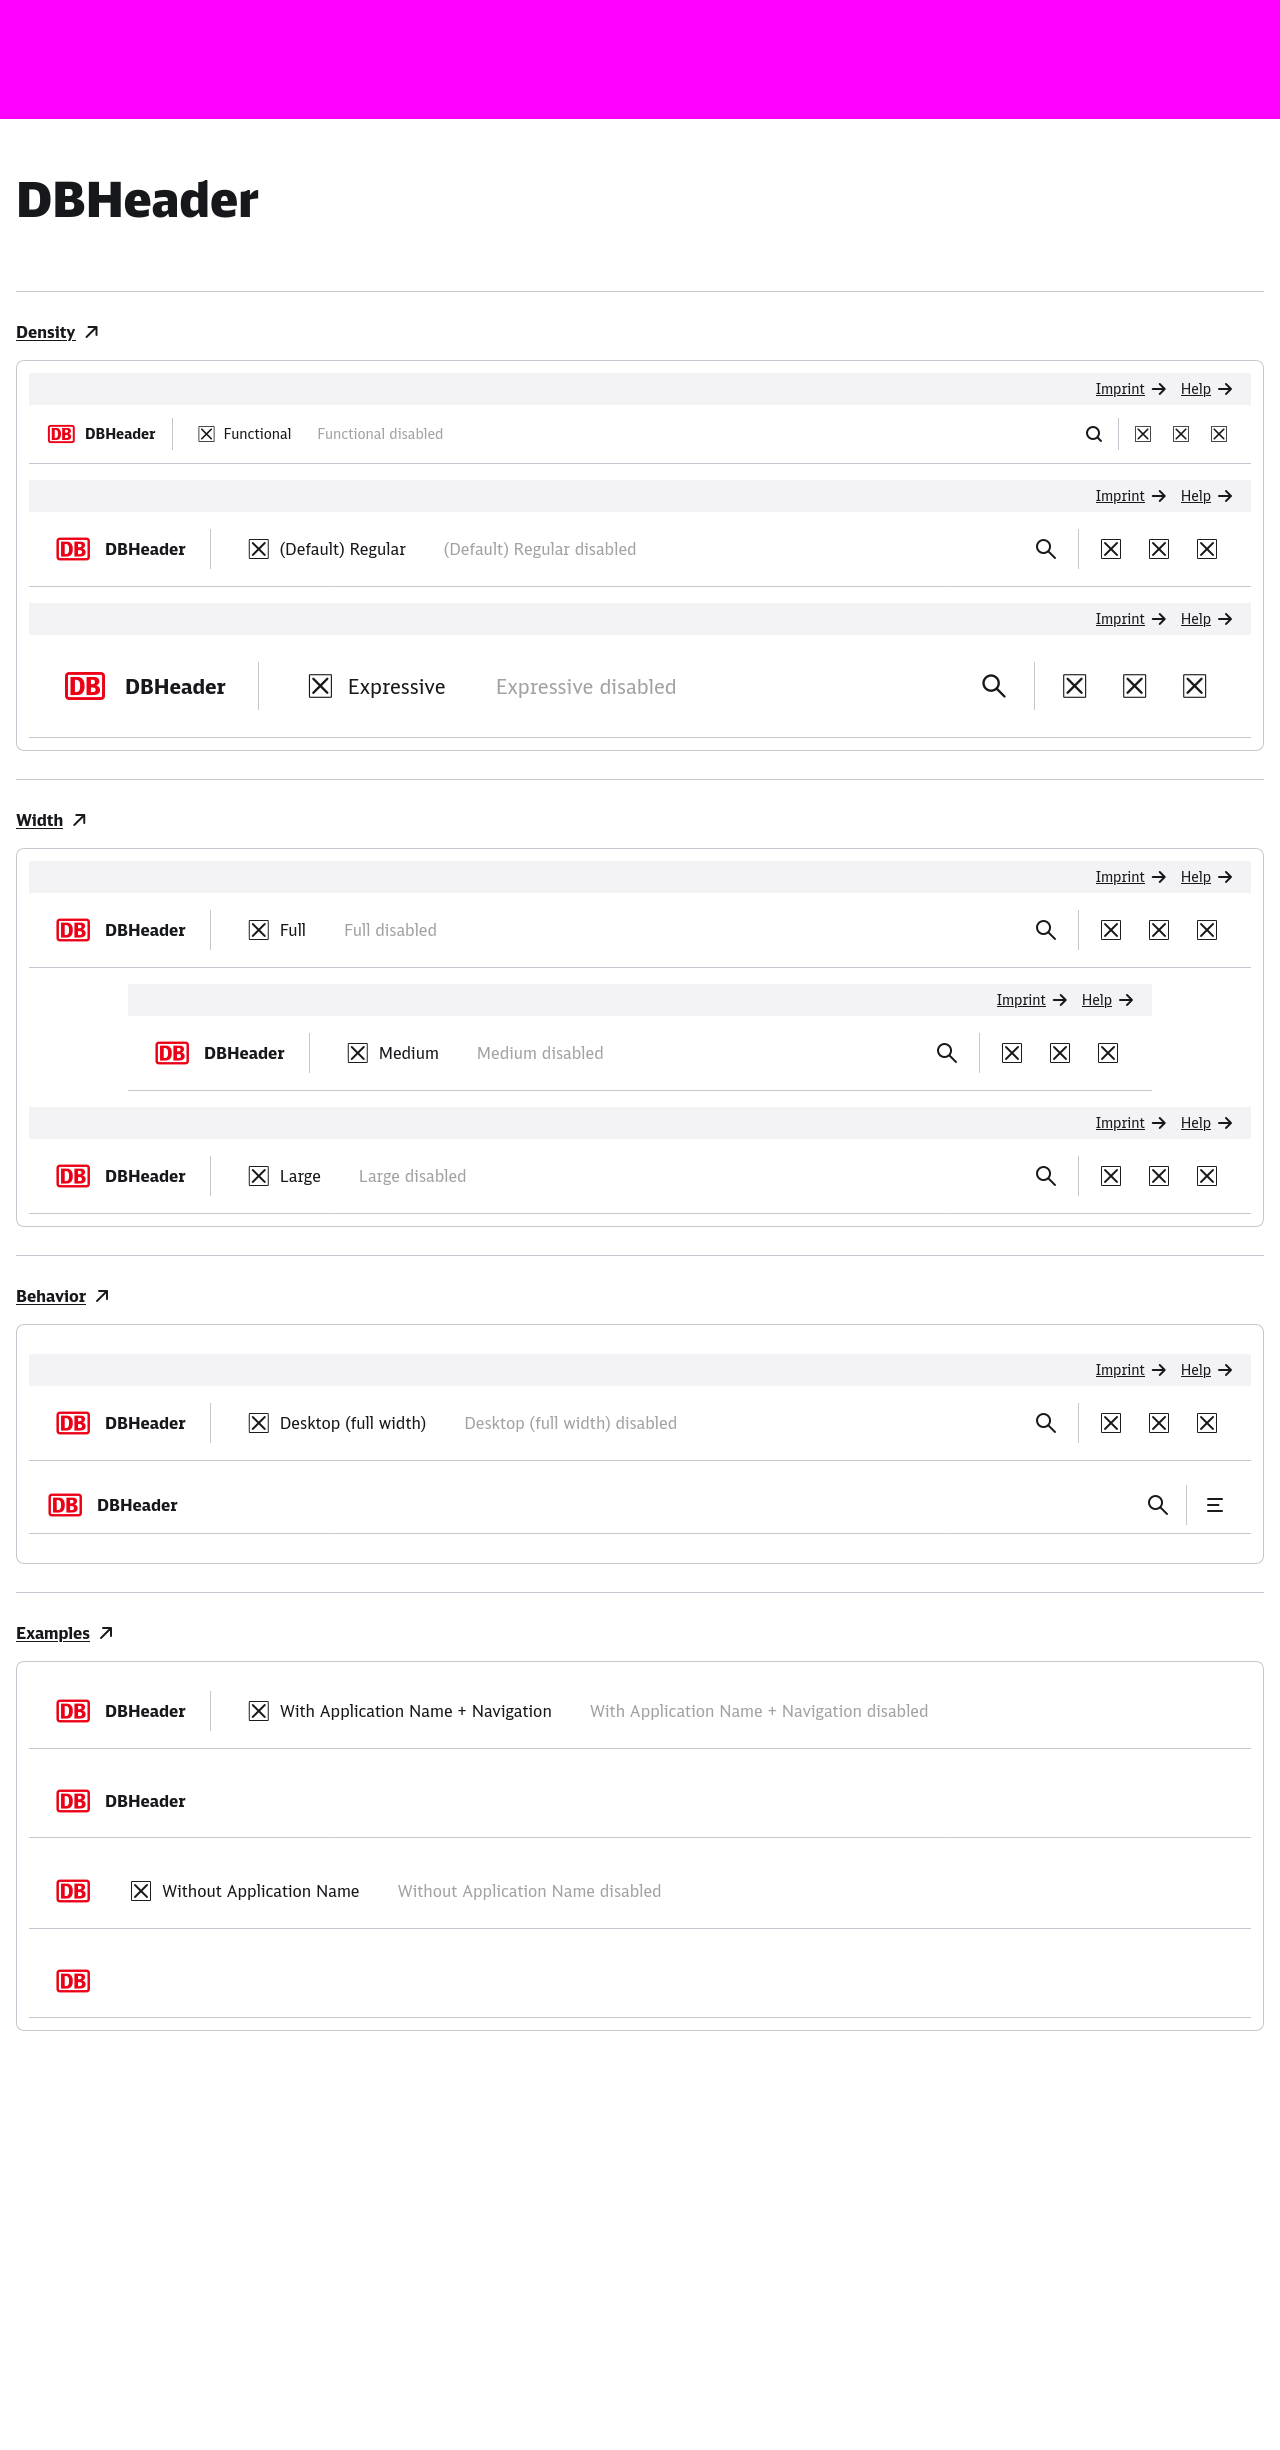 DBHeader
Density
Imprint Help
DB DBHeader Functional Functional disabled
Imprint Help
DB DBHeader (Default) Regular (Default) Regular disabled
Imprint Help
DB DBHeader Expressive Expressive disabled
Width
Imprint Help
DB DBHeader Full Full disabled
Imprint Help
DB DBHeader Medium Medium disabled
Imprint Help
DB DBHeader Large Large disabled
Behavior
Imprint Help
DB DBHeader Desktop (full width) Desktop (full width) disabled
DB DBHeader
Examples
DB DBHeader With Application Name + Navigation With Application Name + Navigation disabled
DB DBHeader
DB Without Application Name Without Application Name disabled
DB